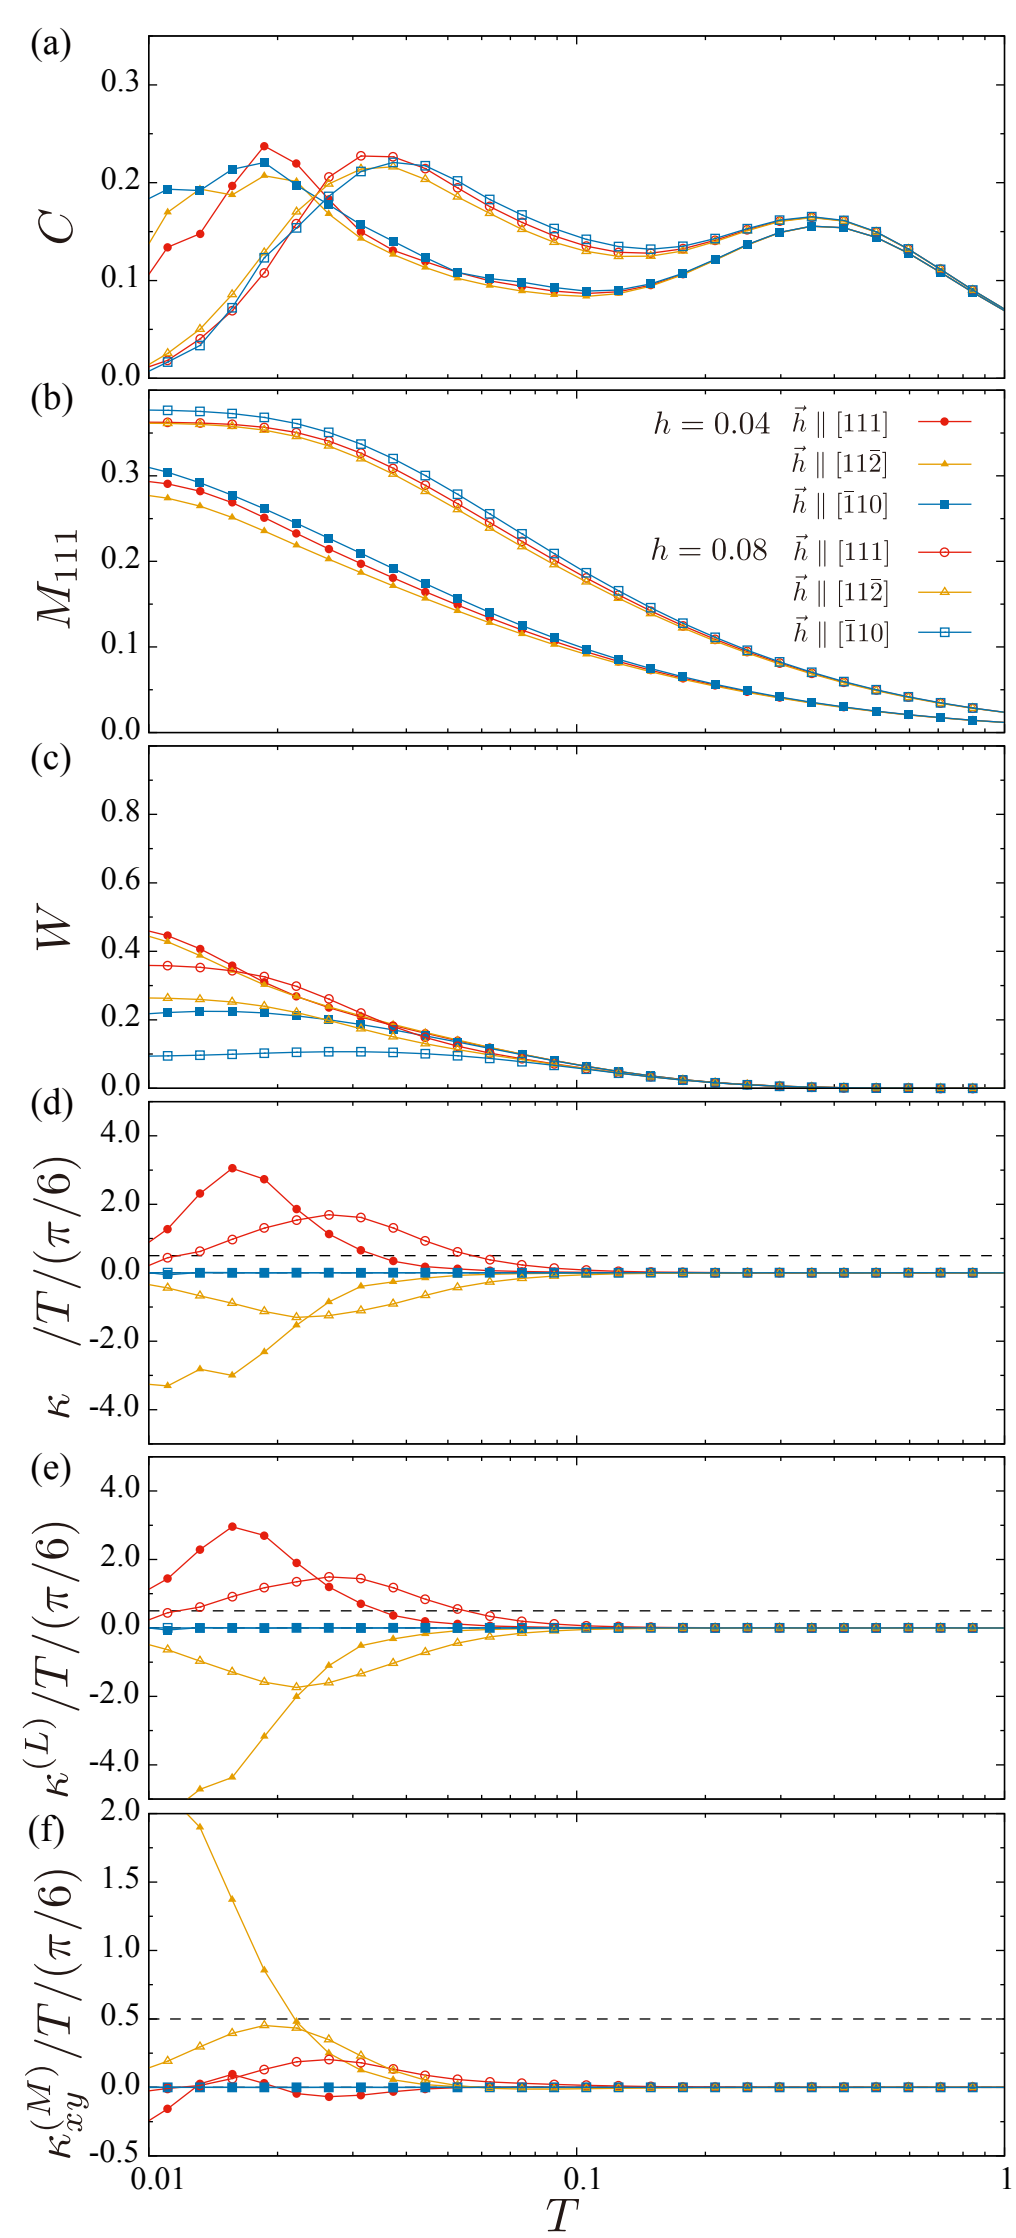 (a)
0.3
0.2
0.1
0.0
C
(b)
0.3
0.2
0.1
0.0
M₁₁₁
h = 0.04 h⃗ ∥ [111]
h⃗ ∥ [112̄]
h⃗ ∥ [1̄10]
h = 0.08 h⃗ ∥ [111]
h⃗ ∥ [112̄]
h⃗ ∥ [1̄10]
(c)
0.8
0.6
0.4
0.2
0.0
W
(d)
4.0
2.0
0.0
-2.0
-4.0
κ /T/(π/6)
(e)
4.0
2.0
0.0
-2.0
-4.0
κ^(L)/T/(π/6)
(f)
2.0
2.0
1.5
1.0
0.5
0.0
-0.5
κ_xy^(M)/T/(π/6)
0.01 0.1 1
T